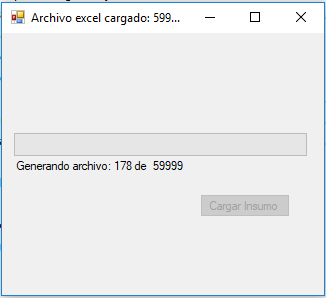 Archivo excel cargado: 599...
Generando archivo: 178 de 59999
Cargar Insumo